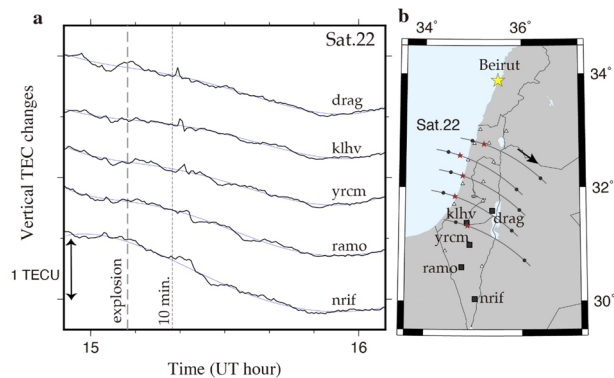 a
Sat.22
Vertical TEC changes
drag
klhv
yrcm
ramo
nrif
1 TECU
explosion
10 min.
15
16
Time (UT hour)
b
34°
36°
Beirut
34°
Sat.22
32°
klhv
drag
yrcm
ramo
nrif
30°